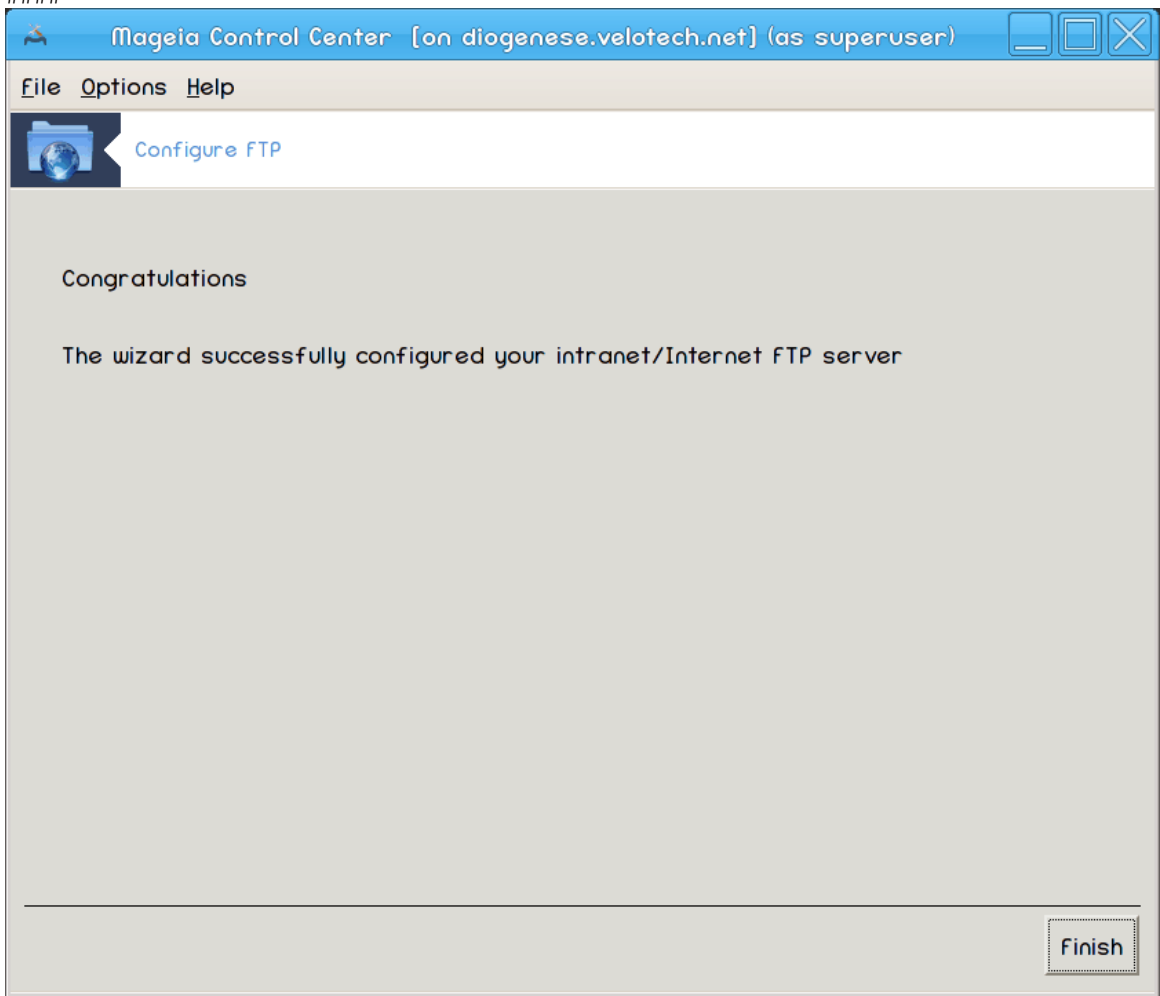 Mageia Control Center [on diogenese.velotech.net] (as superuser)
File Options Help
Configure FTP
Congratulations
The wizard successfully configured your intranet/Internet FTP server
Finish